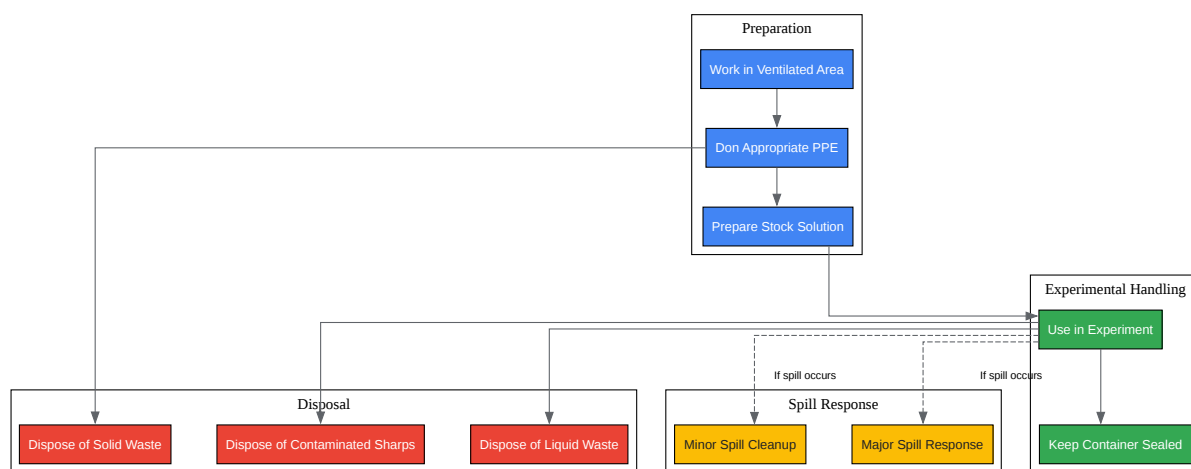 Preparation
Work in Ventilated Area
Don Appropriate PPE
Prepare Stock Solution
Experimental Handling
Use in Experiment
If spill occurs
If spill occurs
Disposal
Spill Response
Dispose of Solid Waste
Dispose of Contaminated Sharps
Dispose of Liquid Waste
Minor Spill Cleanup
Major Spill Response
Keep Container Sealed